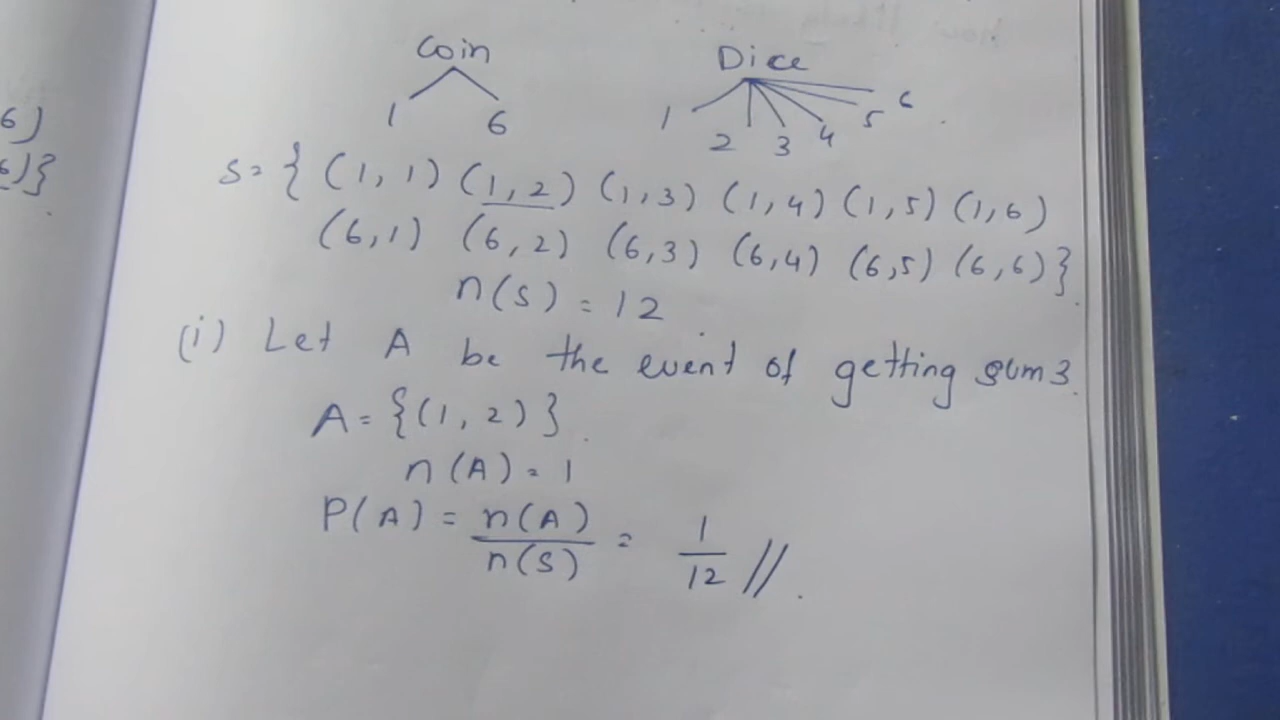 6)
6)}
Coin
Dice
1 6
1 2 3 4 5 6
S = { (1, 1) (1, 2) (1, 3) (1, 4) (1, 5) (1, 6)
(6, 1) (6, 2) (6, 3) (6, 4) (6, 5) (6, 6) }
n(S) = 12
(i) Let A be the event of getting sum 3.
A = {(1, 2)}
n(A) = 1
P(A) = n(A)/n(S) = 1/12 //